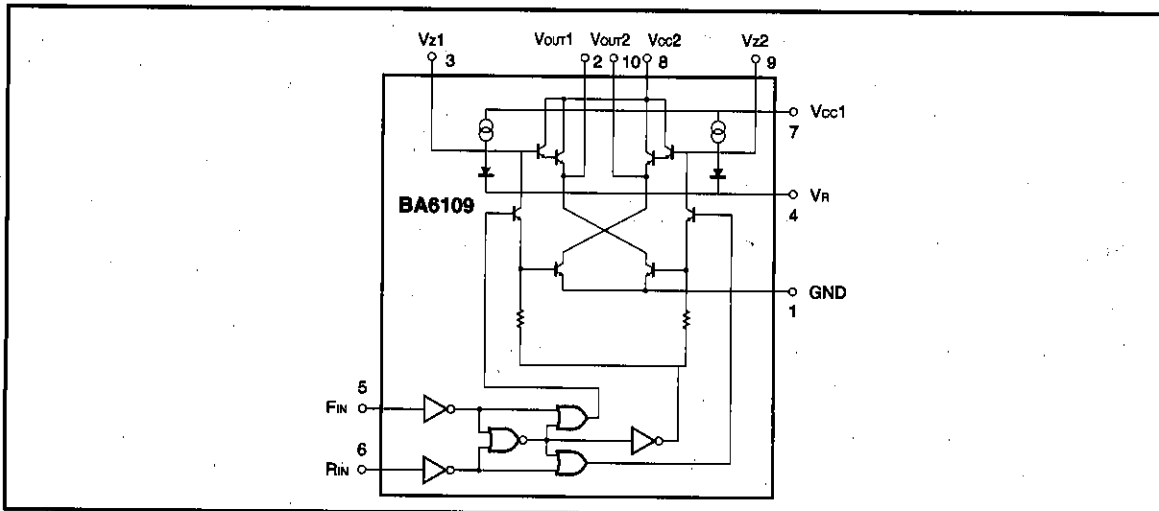 Vz1 VOUT1 VOUT2 Vcc2 Vz2
3 2 10 8 9
Vcc1
7
VR
4
BA6109
GND
1
5
FIN
6
RIN